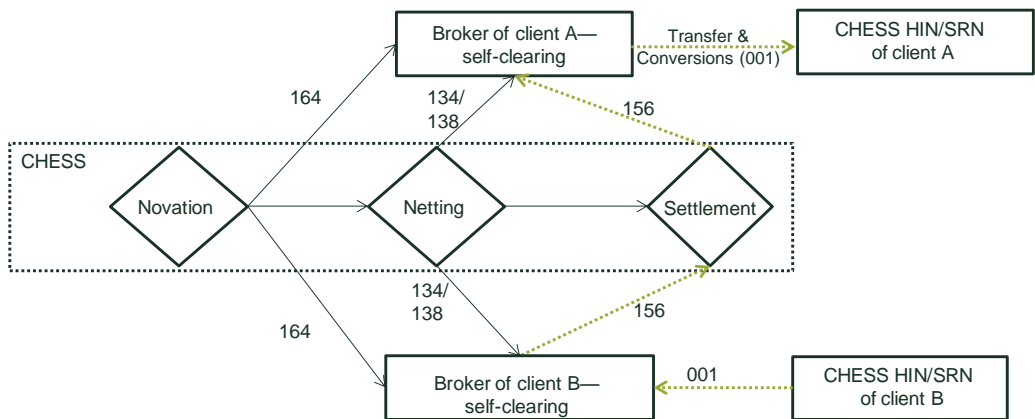 Broker of client A—
self-clearing
Transfer &
Conversions (001)
CHESS HIN/SRN
of client A
164
134/
138
156
CHESS
Novation
Netting
Settlement
134/
138
164
156
Broker of client B—
self-clearing
001
CHESS HIN/SRN
of client B